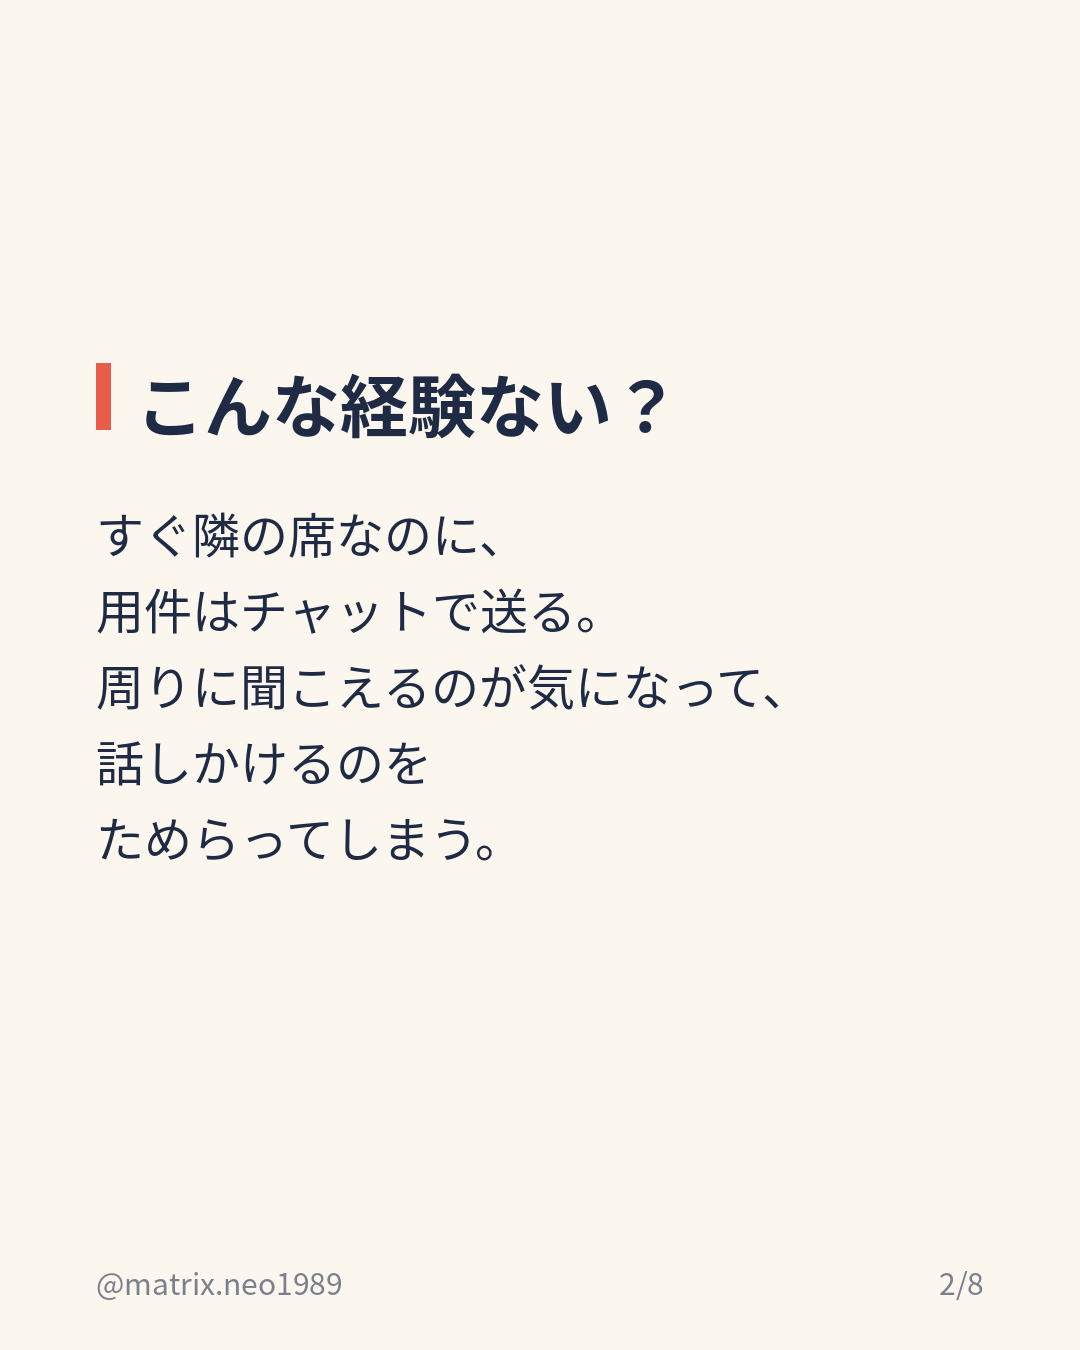 こんな経験ない？
すぐ隣の席なのに、
用件はチャットで送る。
周りに聞こえるのが気になって、
話しかけるのを
ためらってしまう。
@matrix.neo1989
2/8